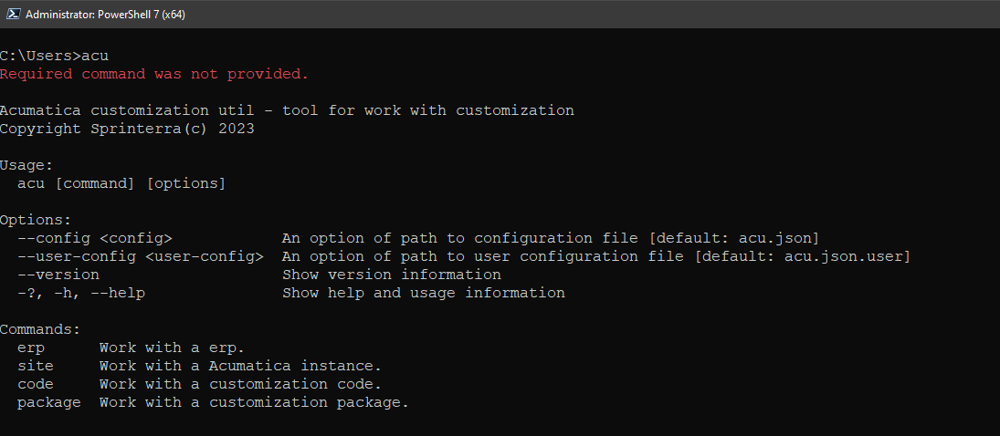 Administrator: PowerShell 7 (x64)
C:\Users>acu
Required command was not provided.
Acumatica customization util - tool for work with customization
Copyright Sprinterra(c) 2023
Usage:
acu [command] [options]
Options:
--config <config> An option of path to configuration file [default: acu.json]
--user-config <user-config> An option of path to user configuration file [default: acu.json.user]
--version Show version information
-?, -h, --help Show help and usage information
Commands:
erp Work with a erp.
site Work with a Acumatica instance.
code Work with a customization code.
package Work with a customization package.